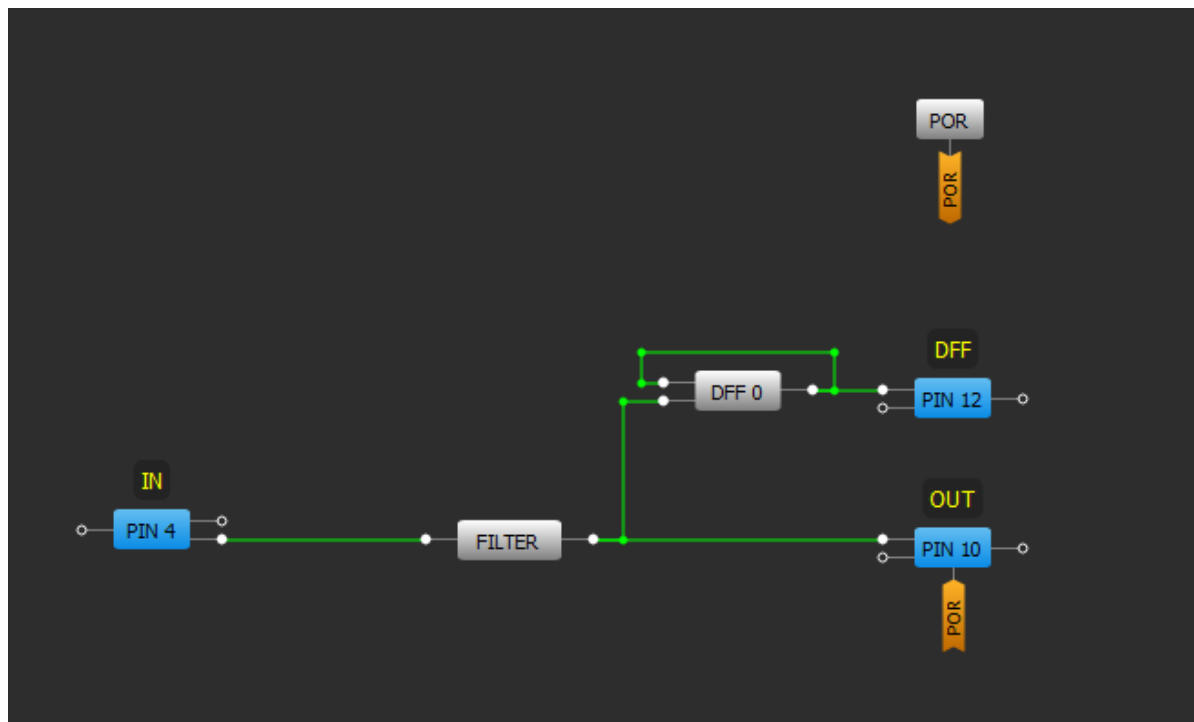 POR
POR
DFF
DFF 0
PIN 12
IN
OUT
PIN 4
FILTER
PIN 10
POR